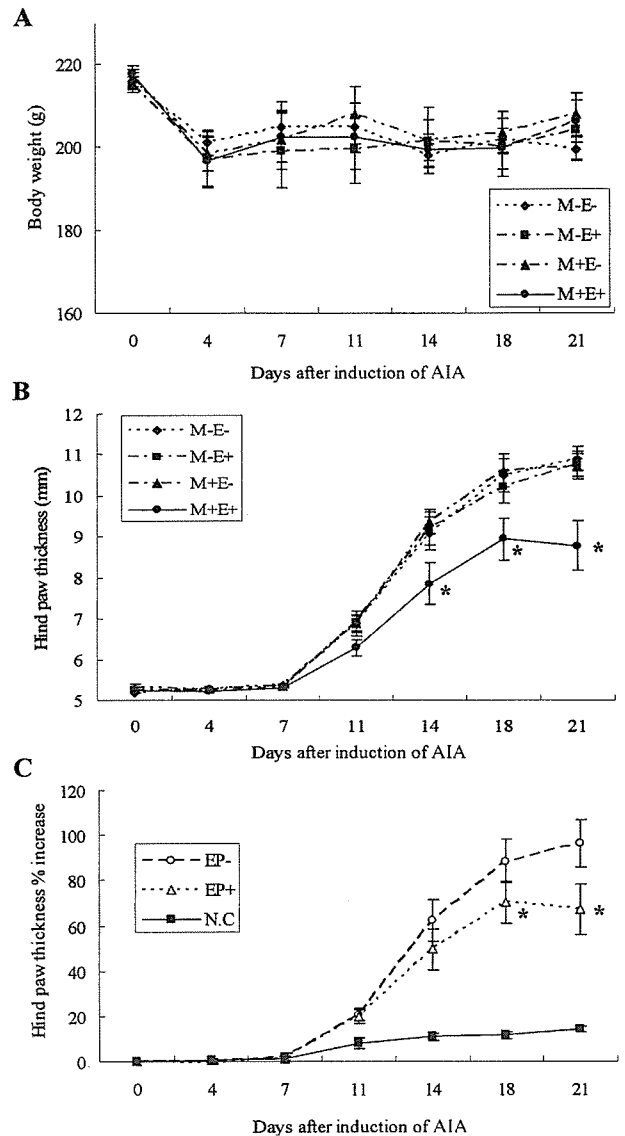 A
Body weight (g)
220
200
180
160
M-E-
M-E+
M+E-
M+E+
0 4 7 11 14 18 21
Days after induction of AIA
B
Hind paw thickness (mm)
12
11
10
9
8
7
6
5
M-E-
M-E+
M+E-
M+E+
*
*
*
0 4 7 11 14 18 21
Days after induction of AIA
C
Hind paw thickness % increase
120
100
80
60
40
20
0
EP-
EP+
N.C
*
*
0 4 7 11 14 18 21
Days after induction of AIA